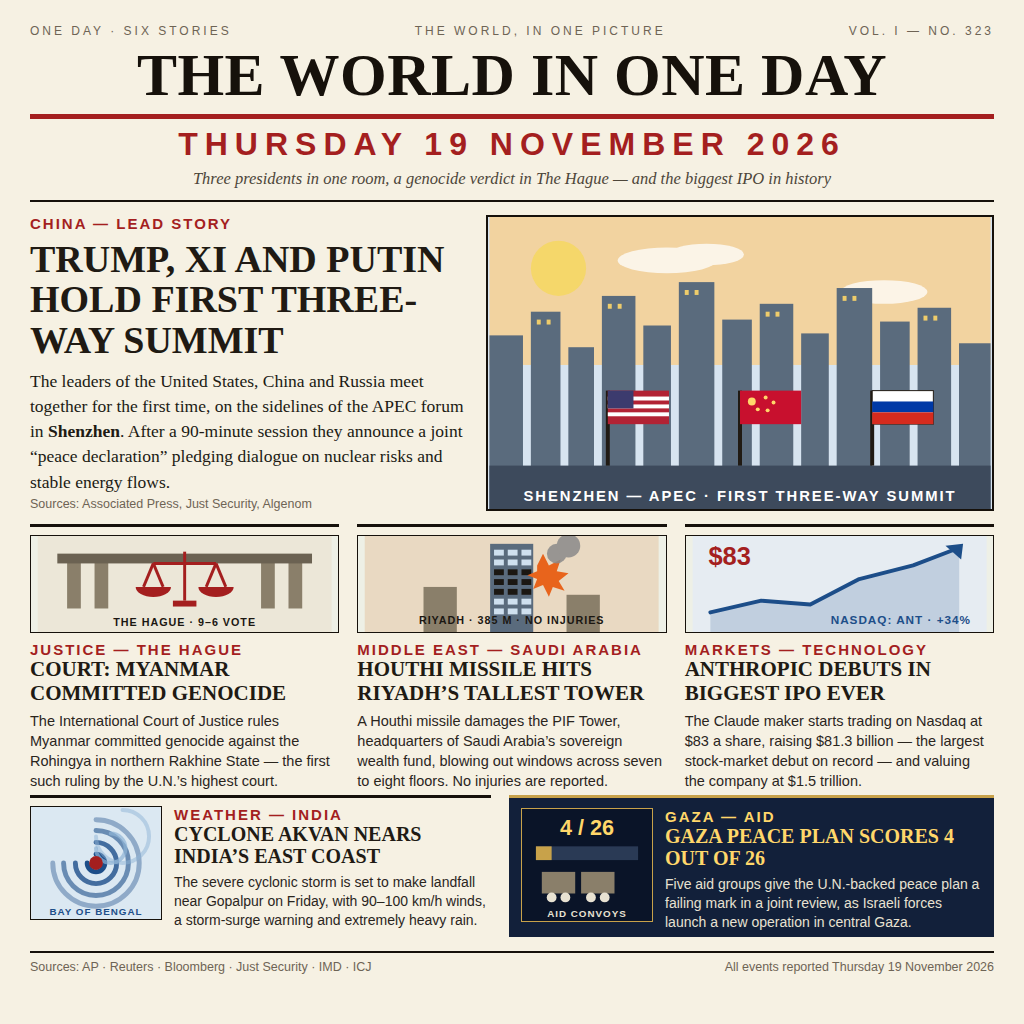 ONE DAY · SIX STORIES
THE WORLD, IN ONE PICTURE
VOL. I — NO. 323
THE WORLD IN ONE DAY
THURSDAY 19 NOVEMBER 2026
Three presidents in one room, a genocide verdict in The Hague — and the biggest IPO in history
CHINA — LEAD STORY
TRUMP, XI AND PUTIN
HOLD FIRST THREE-
WAY SUMMIT
The leaders of the United States, China and Russia meet
together for the first time, on the sidelines of the APEC forum
in Shenzhen. After a 90-minute session they announce a joint
“peace declaration” pledging dialogue on nuclear risks and
stable energy flows.
Sources: Associated Press, Just Security, Algenom
SHENZHEN — APEC · FIRST THREE-WAY SUMMIT
THE HAGUE · 9–6 VOTE
JUSTICE — THE HAGUE
COURT: MYANMAR
COMMITTED GENOCIDE
The International Court of Justice rules
Myanmar committed genocide against the
Rohingya in northern Rakhine State — the first
such ruling by the U.N.’s highest court.
RIYADH · 385 M · NO INJURIES
MIDDLE EAST — SAUDI ARABIA
HOUTHI MISSILE HITS
RIYADH’S TALLEST TOWER
A Houthi missile damages the PIF Tower,
headquarters of Saudi Arabia’s sovereign
wealth fund, blowing out windows across seven
to eight floors. No injuries are reported.
$83
NASDAQ: ANT · +34%
MARKETS — TECHNOLOGY
ANTHROPIC DEBUTS IN
BIGGEST IPO EVER
The Claude maker starts trading on Nasdaq at
$83 a share, raising $81.3 billion — the largest
stock-market debut on record — and valuing
the company at $1.5 trillion.
BAY OF BENGAL
WEATHER — INDIA
CYCLONE AKVAN NEARS
INDIA’S EAST COAST
The severe cyclonic storm is set to make landfall
near Gopalpur on Friday, with 90–100 km/h winds,
a storm-surge warning and extremely heavy rain.
4 / 26
AID CONVOYS
GAZA — AID
GAZA PEACE PLAN SCORES 4
OUT OF 26
Five aid groups give the U.N.-backed peace plan a
failing mark in a joint review, as Israeli forces
launch a new operation in central Gaza.
Sources: AP · Reuters · Bloomberg · Just Security · IMD · ICJ
All events reported Thursday 19 November 2026